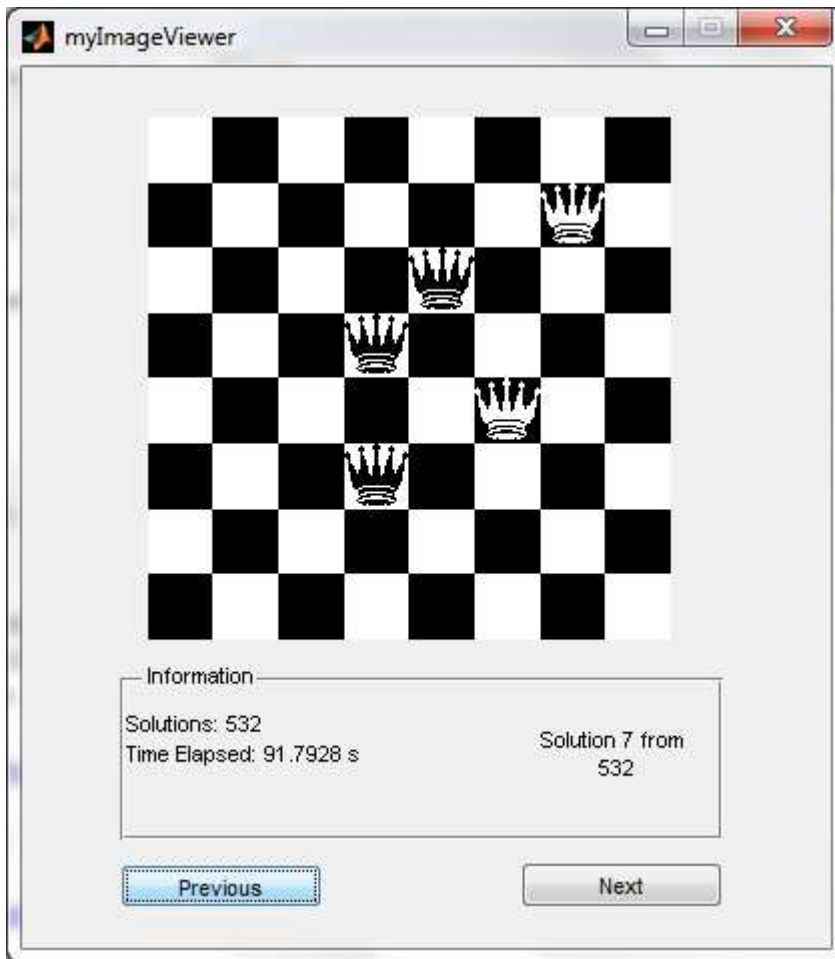 myImageViewer
Information
Solutions: 532
Time Elapsed: 91.7928 s
Solution 7 from
532
Previous
Next